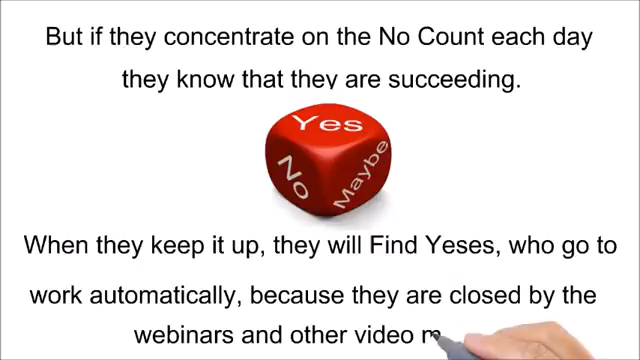 But if they concentrate on the No Count each day
they know that they are succeeding.
Yes
No
Maybe
When they keep it up, they will Find Yeses, who go to
work automatically, because they are closed by the
webinars and other video